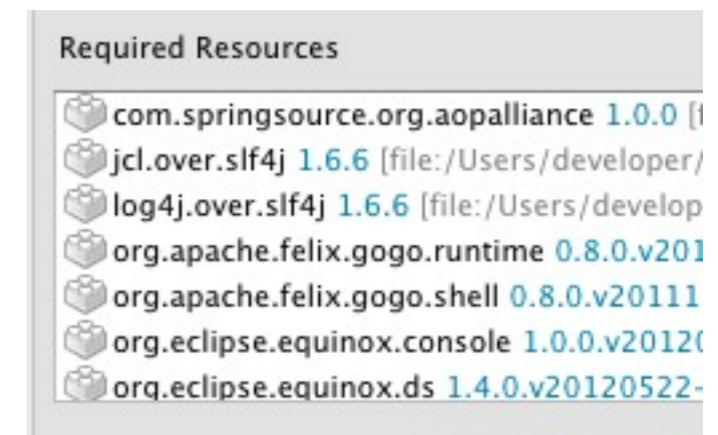 Required Resources
com.springsource.org.aopalliance 1.0.0 [f
jcl.over.slf4j 1.6.6 [file:/Users/developer/
log4j.over.slf4j 1.6.6 [file:/Users/develop
org.apache.felix.gogo.runtime 0.8.0.v201
org.apache.felix.gogo.shell 0.8.0.v20111
org.eclipse.equinox.console 1.0.0.v20120
org.eclipse.equinox.ds 1.4.0.v20120522-